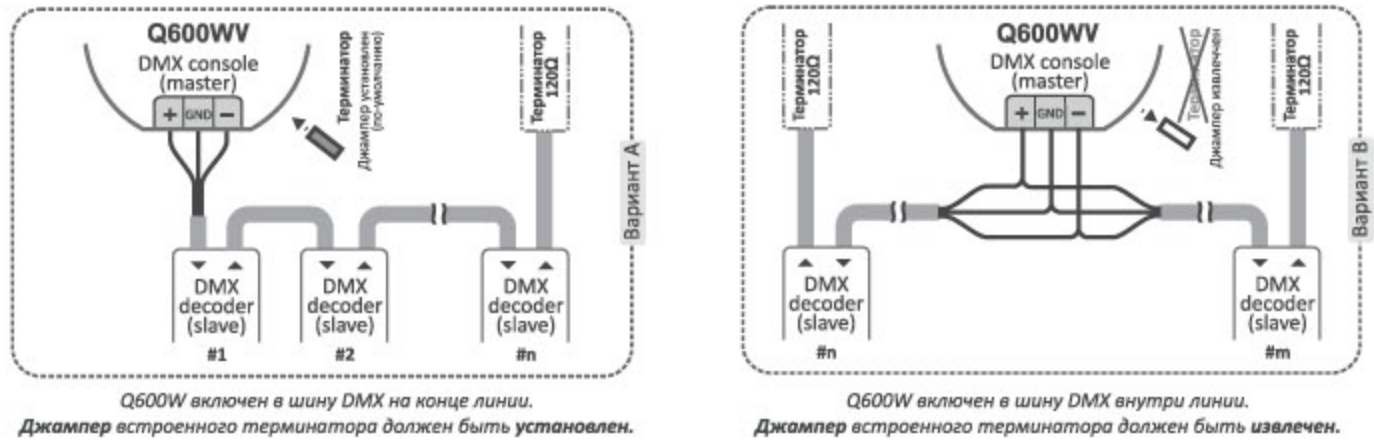 Q600WV
DMX console
(master)
+ GND −
Терминатор
Джампер установлен
(по-умолчанию)
Терминатор
120Ω
DMX
decoder
(slave)
#1
DMX
decoder
(slave)
#2
DMX
decoder
(slave)
#n
Вариант A
Q600W включен в шину DMX на конце линии.
Джампер встроенного терминатора должен быть установлен.
Терминатор
120Ω
Q600WV
DMX console
(master)
+ GND −
Терминатор
Джампер извлеччен
Терминатор
120Ω
DMX
decoder
(slave)
#n
DMX
decoder
(slave)
#m
Вариант B
Q600W включен в шину DMX внутри линии.
Джампер встроенного терминатора должен быть извлечен.